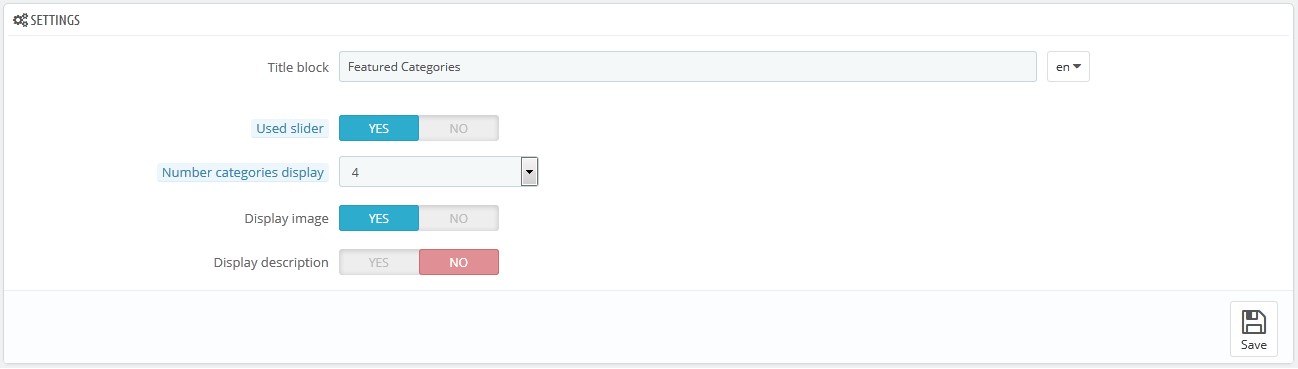 SETTINGS
Title block Featured Categories en
Used slider YES NO
Number categories display 4
Display image YES NO
Display description YES NO
Save